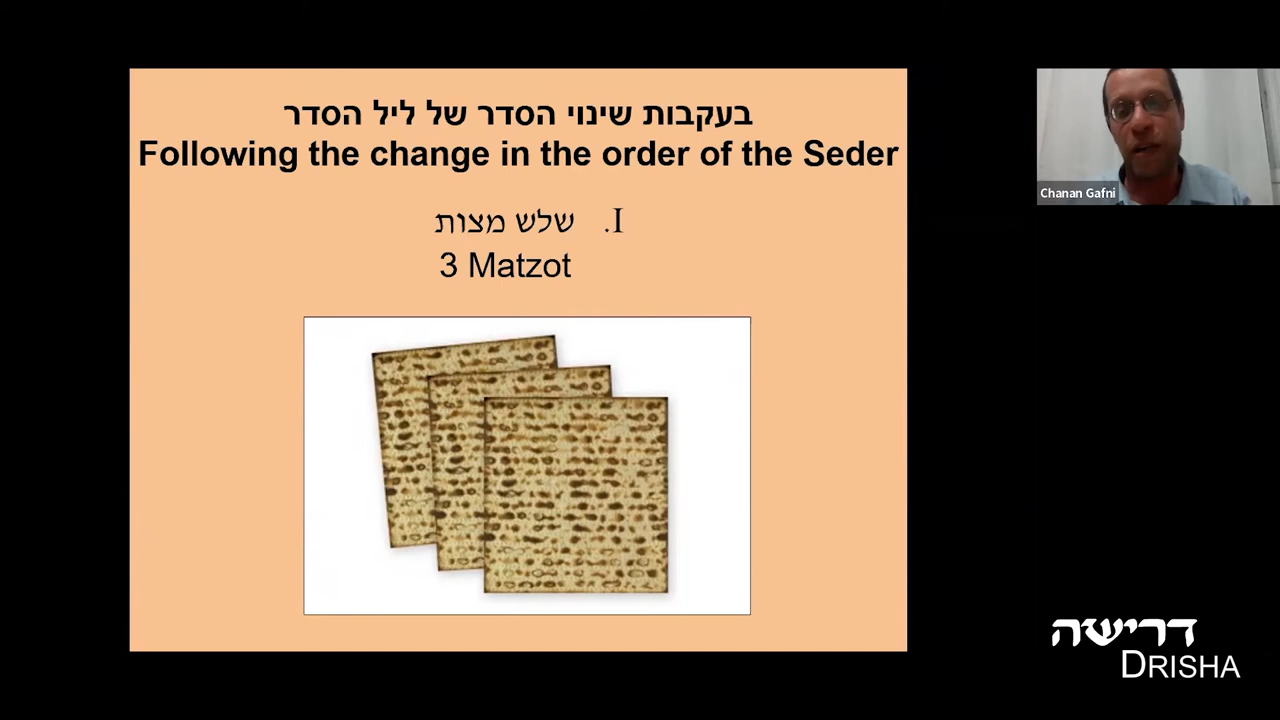 בעקבות שינוי הסדר של ליל הסדר
Following the change in the order of the Seder
I. שלש מצות
3 Matzot
Chanan Gafni
דרישה
DRISHA